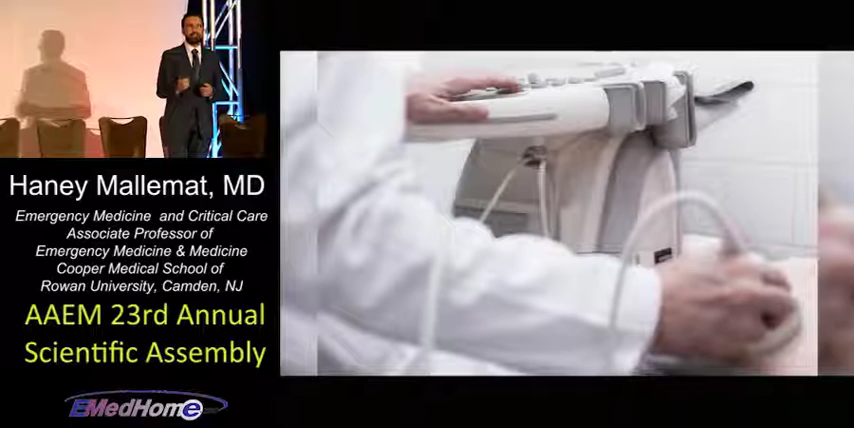 Haney Mallemat, MD
Emergency Medicine and Critical Care
Associate Professor of
Emergency Medicine & Medicine
Cooper Medical School of
Rowan University, Camden, NJ
AAEM 23rd Annual
Scientific Assembly
EMedHome